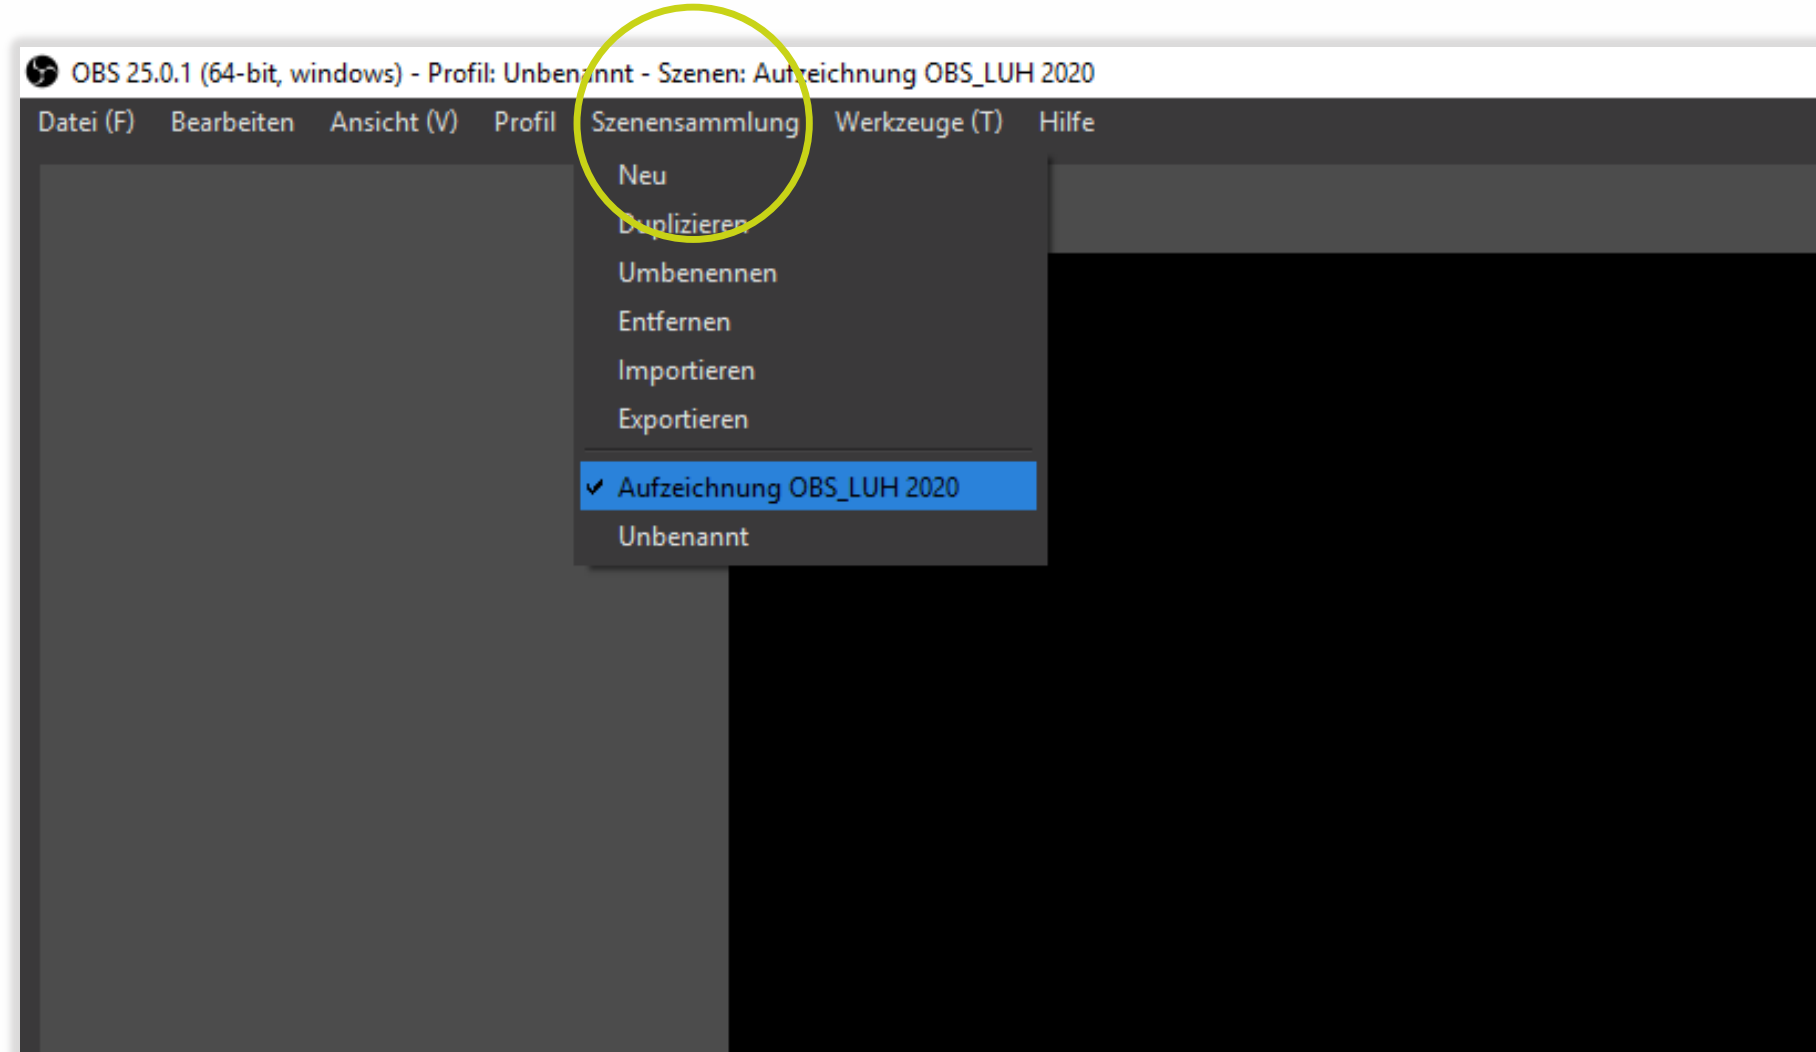 OBS 25.0.1 (64-bit, windows) - Profil: Unbenannt - Szenen: Aufzeichnung OBS_LUH 2020
Datei (F) Bearbeiten Ansicht (V) Profil Szenensammlung Werkzeuge (T) Hilfe
Neu
Duplizieren
Umbenennen
Entfernen
Importieren
Exportieren
Aufzeichnung OBS_LUH 2020
Unbenannt